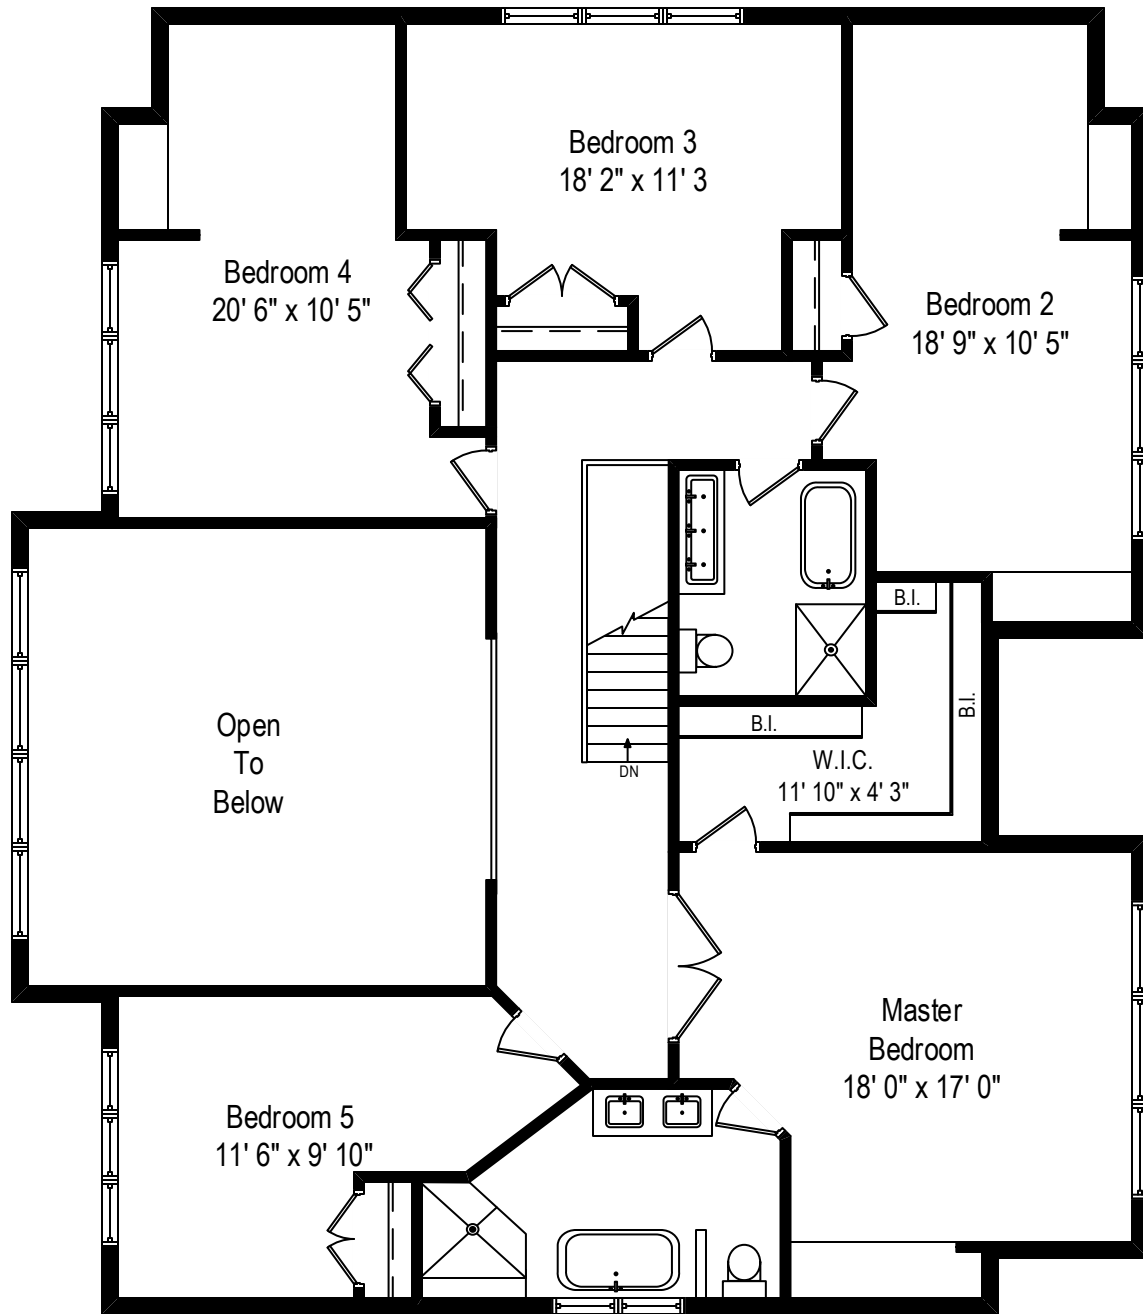 Bedroom 3
18' 2" x 11' 3
Bedroom 4
20' 6" x 10' 5"
Bedroom 2
18' 9" x 10' 5"
B.I.
B.I.
B.I.
Open
To
Below
W.I.C.
11' 10" x 4' 3"
DN
Master
Bedroom
18' 0" x 17' 0"
Bedroom 5
11' 6" x 9' 10"